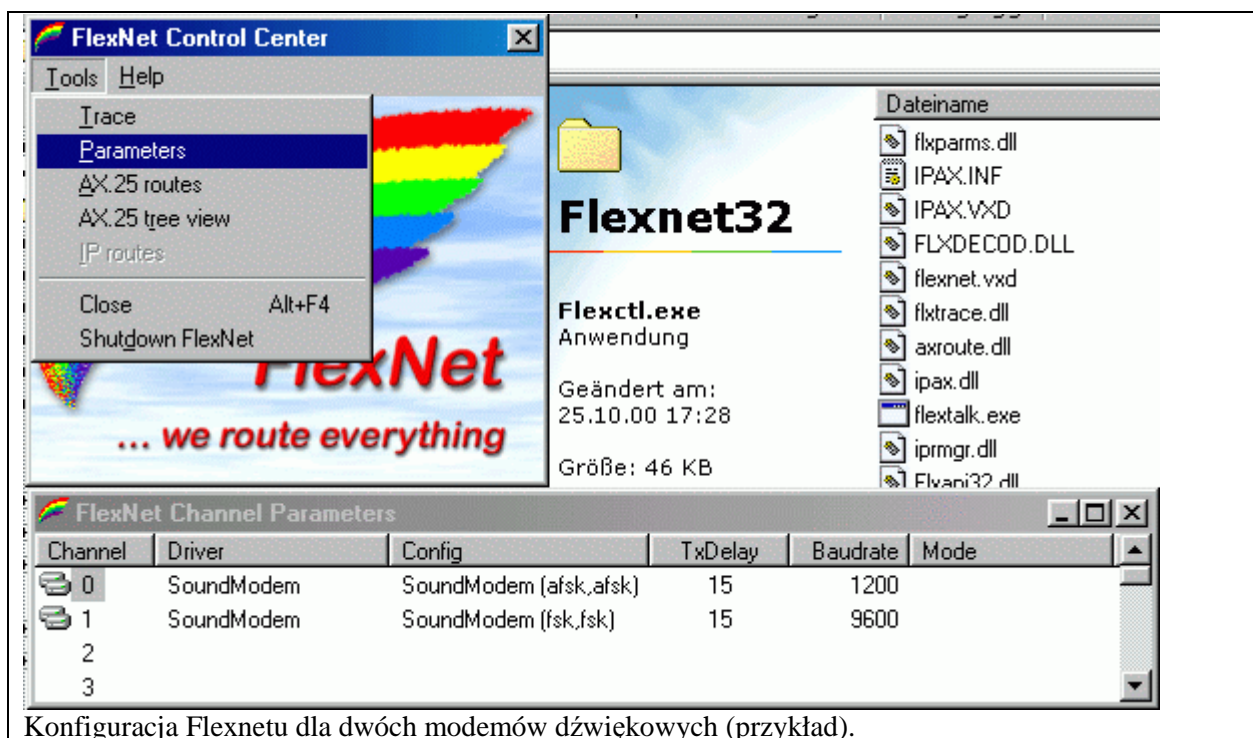 FlexNet Control Center
Tools Help
Trace
Parameters
AX.25 routes
AX.25 tree view
IP routes
Close Alt+F4
Shutdown FlexNet
FlexNet
... we route everything
Flexnet32
Flexctl.exe
Anwendung
Geändert am:
25.10.00 17:28
Größe: 46 KB
Dateiname
flxparms.dll
IPAX.INF
IPAX.VXD
FLXDECOD.DLL
flexnet.vxd
flxtrace.dll
axroute.dll
ipax.dll
flextalk.exe
iprmgr.dll
Flxapi32.dll
FlexNet Channel Parameters
Channel Driver Config TxDelay Baudrate Mode
0 SoundModem SoundModem (afsk,afsk) 15 1200
1 SoundModem SoundModem (fsk,fsk) 15 9600
2
3
Konfiguracja Flexnetu dla dwóch modemów dźwiękowych (przykład).